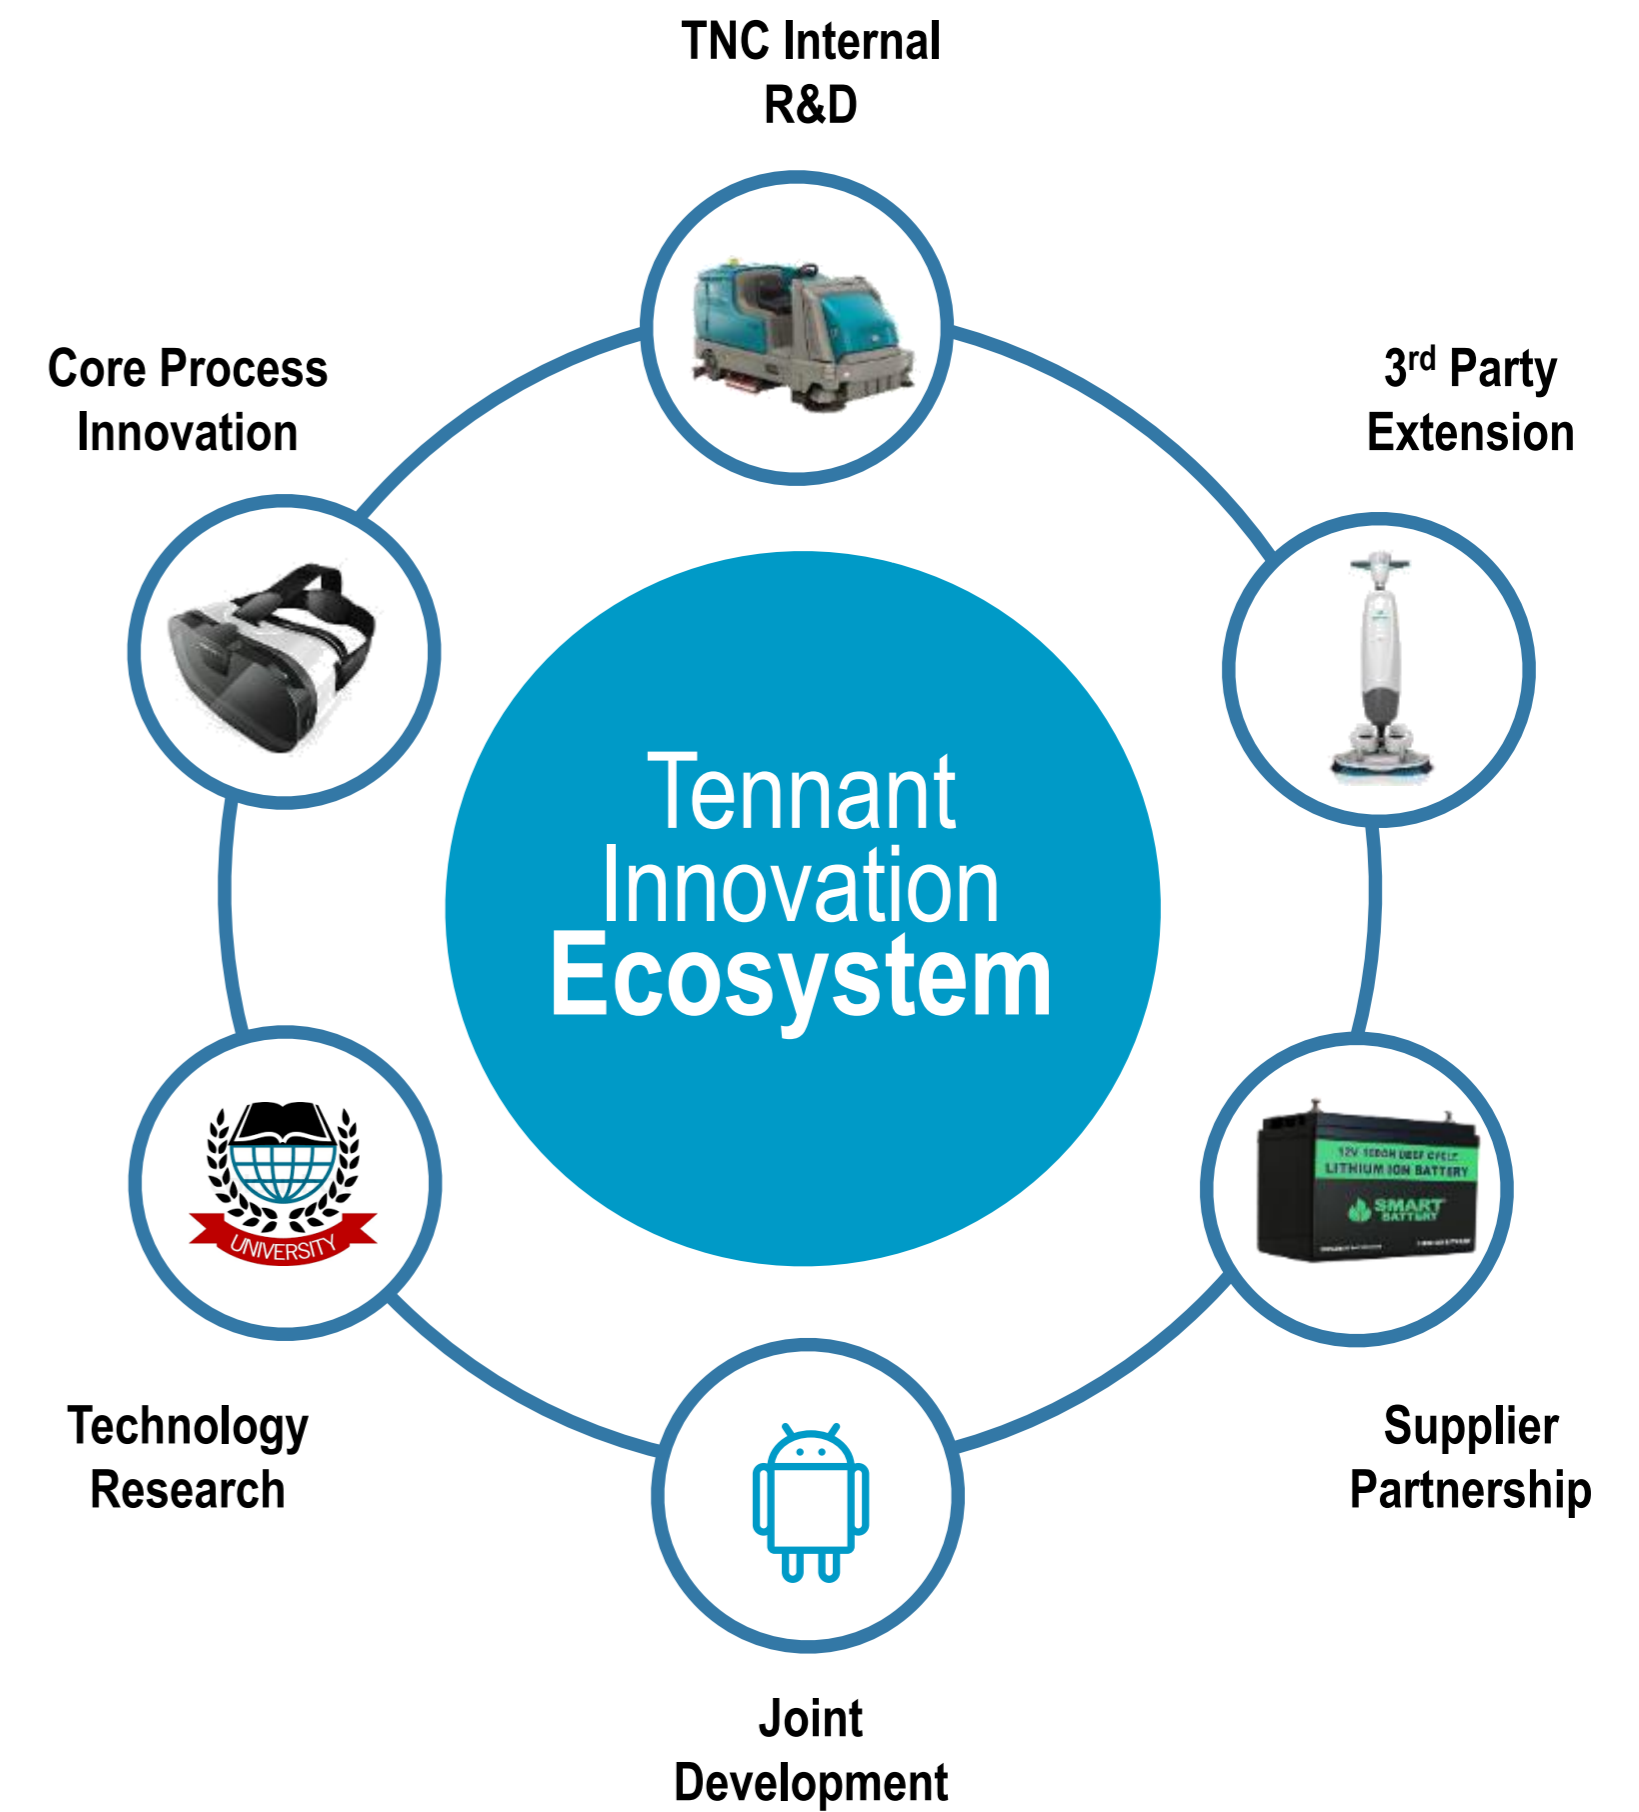 TNC Internal
R&D
Core Process
Innovation
3rd Party
Extension
Tennant
Innovation
Ecosystem
UNIVERSITY
LITHIUM ION BATTERY
SMART
BATTERY
Technology
Research
Supplier
Partnership
Joint
Development